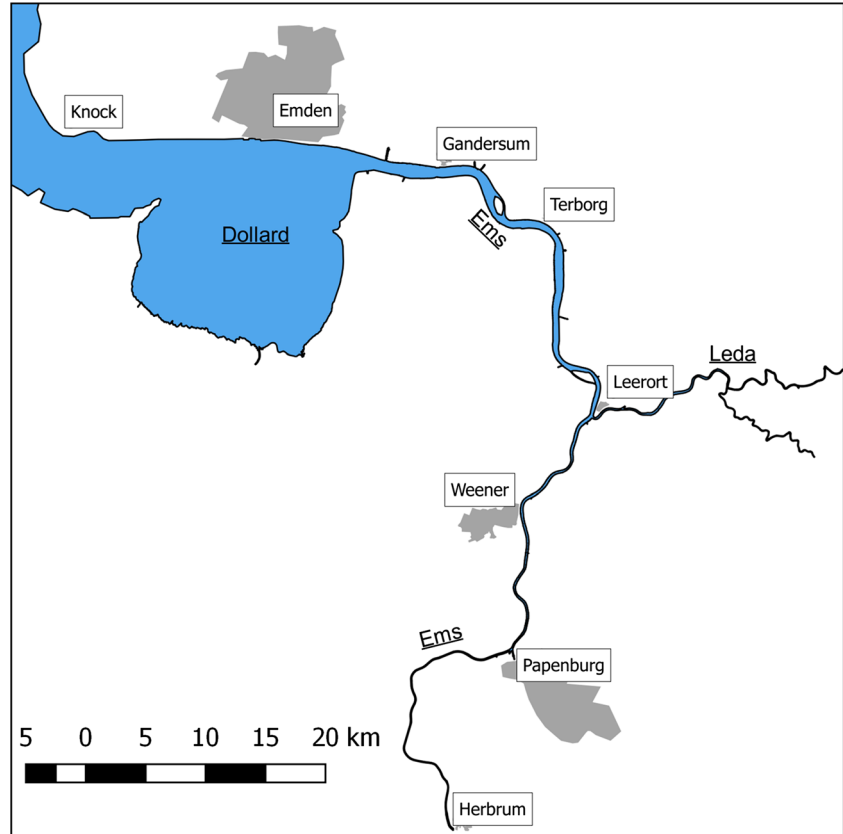 Knock
Emden
Gandersum
Terborg
Dollard
Ems
Leda
Leerort
Weener
Ems
Papenburg
5 0 5 10 15 20 km
Herbrum